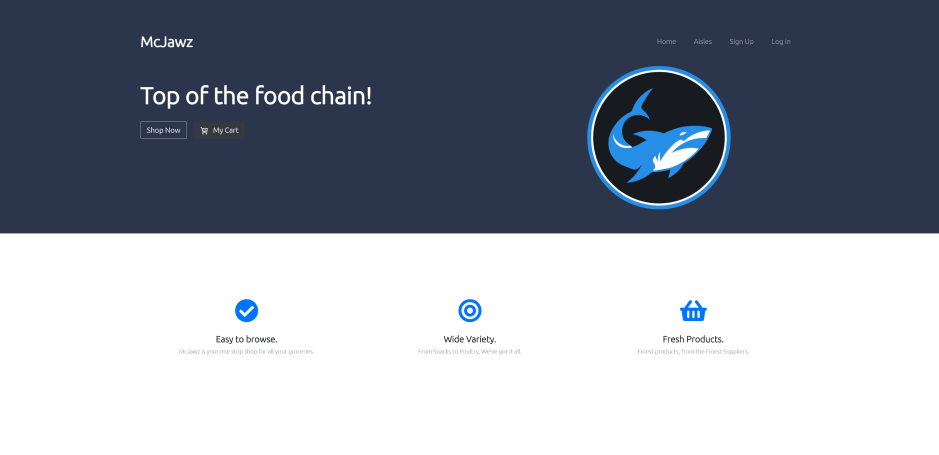 McJawz
Home Aisles Sign Up Log in
Top of the food chain!
Shop Now My Cart
Easy to browse. Wide Variety. Fresh Products.
McJawz is your one stop shop for all your groceries. From Snacks to Poultry, We've got it all. Finest products, from the Finest Suppliers.